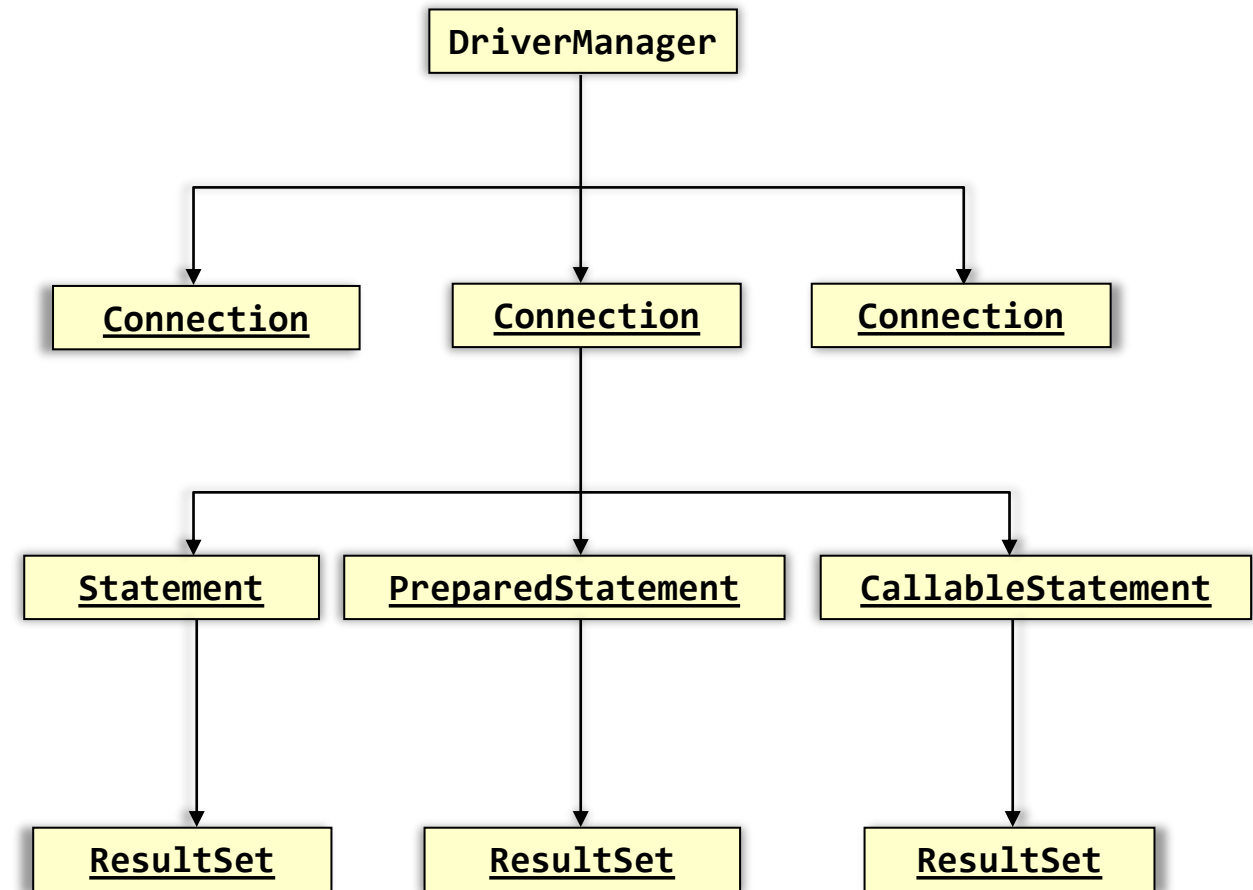 DriverManager
Connection
Connection
Connection
Statement
PreparedStatement
CallableStatement
ResultSet
ResultSet
ResultSet